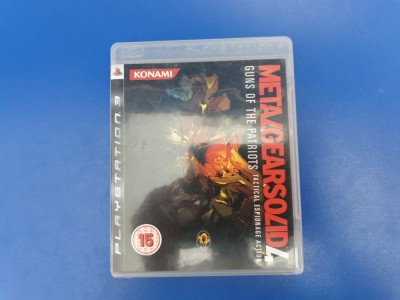 PLAYSTATION 3
KONAMI
METAL GEAR SOLID 4
GUNS OF THE PATRIOTS
TACTICAL ESPIONAGE ACTION
15